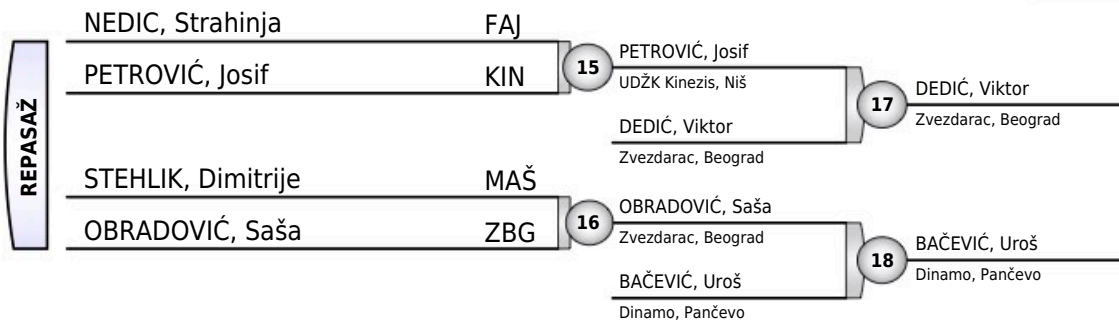 REPASAŽ
NEDIC, Strahinja FAJ
PETROVIĆ, Josif KIN
15
PETROVIĆ, Josif
UDŽK Kinezis, Niš
DEDIĆ, Viktor
Zvezdarac, Beograd
17
DEDIĆ, Viktor
Zvezdarac, Beograd
STEHLIK, Dimitrije MAŠ
OBRADOVIĆ, Saša ZBG
16
OBRADOVIĆ, Saša
Zvezdarac, Beograd
BAČEVIĆ, Uroš
Dinamo, Pančevo
18
BAČEVIĆ, Uroš
Dinamo, Pančevo